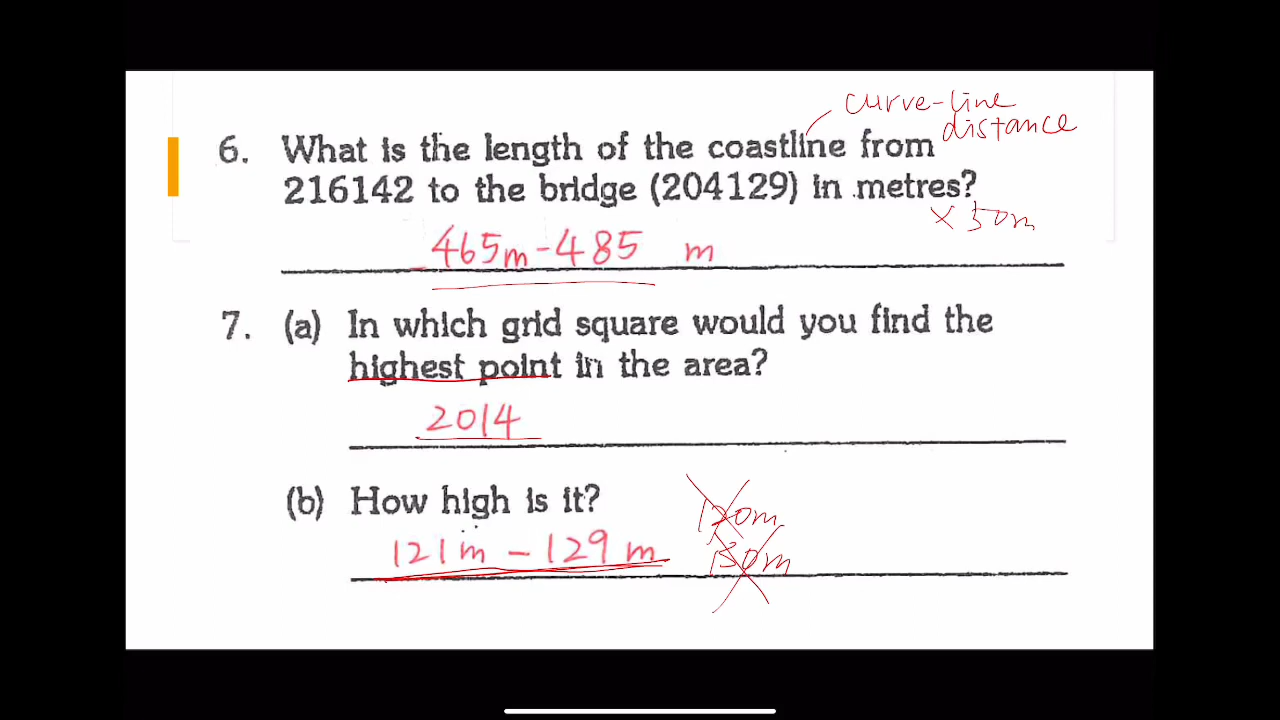 curve-line
distance
6. What is the length of the coastline from
216142 to the bridge (204129) in metres?
× 50m
465m - 485 m
7. (a) In which grid square would you find the
highest point in the area?
2014
(b) How high is it?
120m
121m - 129m
130m